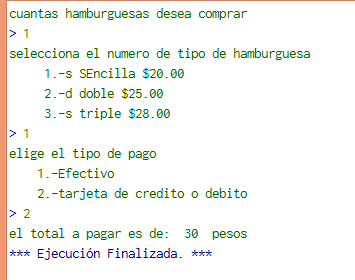 cuantas hamburguesas desea comprar
> 1
selecciona el numero de tipo de hamburguesa
1.-s SEncilla $20.00
2.-d doble $25.00
3.-s triple $28.00
> 1
elige el tipo de pago
1.-Efectivo
2.-tarjeta de credito o debito
> 2
el total a pagar es de:  30  pesos
*** Ejecución Finalizada. ***